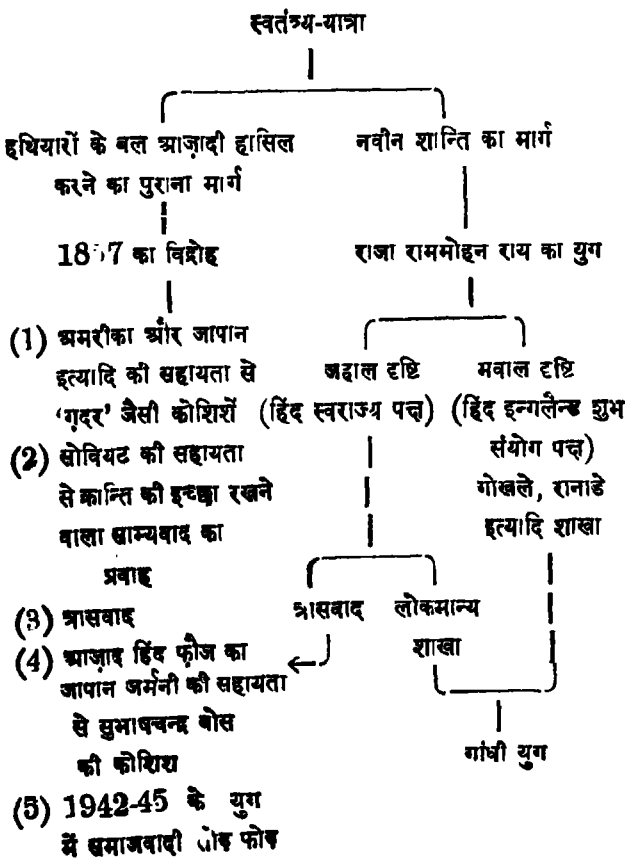 स्वतंत्र्य-यात्रा
हथियारों के बल आज़ादी हासिल
करने का पुराना मार्ग
नवीन शान्ति का मार्ग
1857 का विद्रोह
राजा राममोहन राय का युग
(1) अमरीका और जापान
इत्यादि की सहायता से
'ग़दर' जैसी कोशिशें
(2) सोवियट की सहायता
से क्रान्ति की इच्छा रखने
वाला साम्यवाद का
प्रवाह
(3) त्रासवाद
(4) आज़ाद हिंद फ़ौज का
जापान जर्मनी की सहायता
से सुभाषचन्द्र बोस
की कोशिश
(5) 1942-45 के युग
में समाजवादी तोड़ फोड़
जहाल दृष्टि
(हिंद स्वराज्य पक्ष)
मवाल दृष्टि
(हिंद इन्गलेन्ड शुभ
संयोग पक्ष)
गोखले, रानाडे
इत्यादि शाखा
त्रासवाद
लोकमान्य
शाखा
गांधी युग